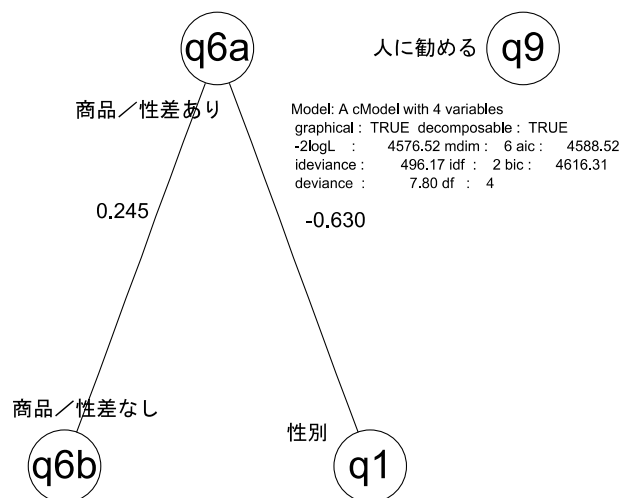 q6a
人に勧める q9
商品／性差あり
Model: A cModel with 4 variables
graphical : TRUE decomposable : TRUE
-2logL : 4576.52 mdim : 6 aic : 4588.52
ideviance : 496.17 idf : 2 bic : 4616.31
deviance : 7.80 df : 4
0.245
-0.630
商品／性差なし
性別
q6b
q1